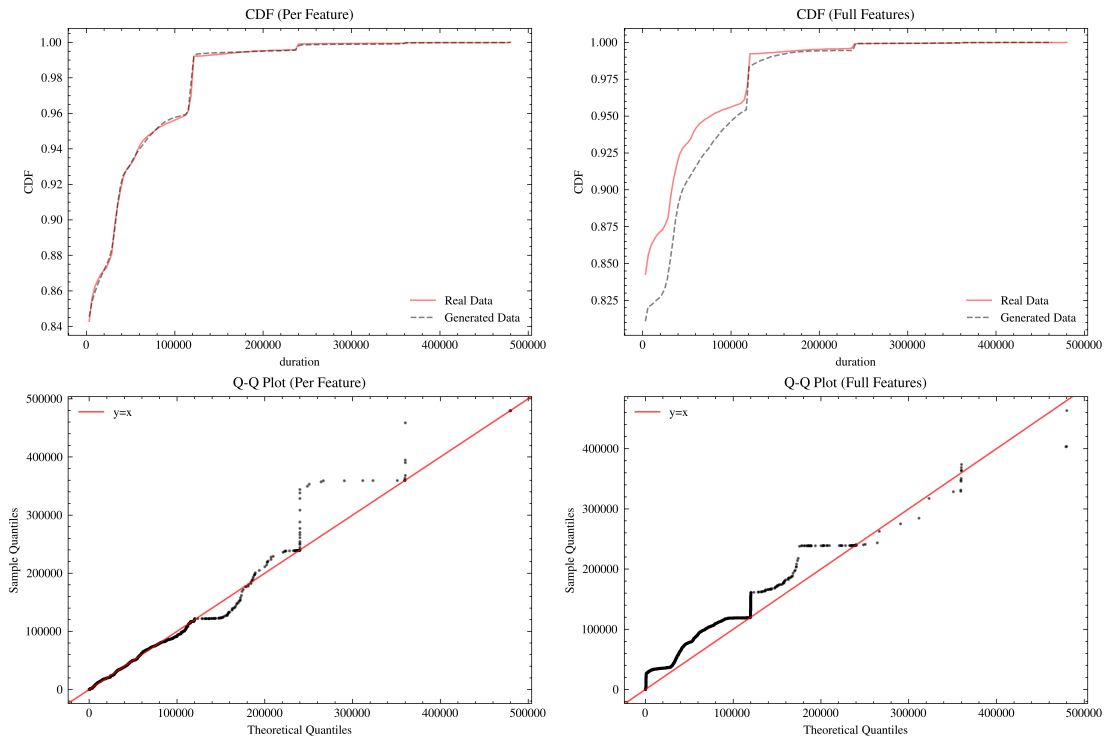 CDF (Per Feature)
1.00
0.98
0.96
0.94
0.92
0.90
0.88
0.86
0.84
CDF
Real Data
Generated Data
0
100000
200000
300000
400000
500000
duration
CDF (Full Features)
1.000
0.975
0.950
0.925
0.900
0.875
0.850
0.825
CDF
Real Data
Generated Data
0
100000
200000
300000
400000
500000
duration
Q-Q Plot (Per Feature)
y=x
500000
400000
300000
200000
100000
0
Sample Quantiles
0
100000
200000
300000
400000
500000
Theoretical Quantiles
Q-Q Plot (Full Features)
y=x
400000
300000
200000
100000
0
Sample Quantiles
0
100000
200000
300000
400000
500000
Theoretical Quantiles